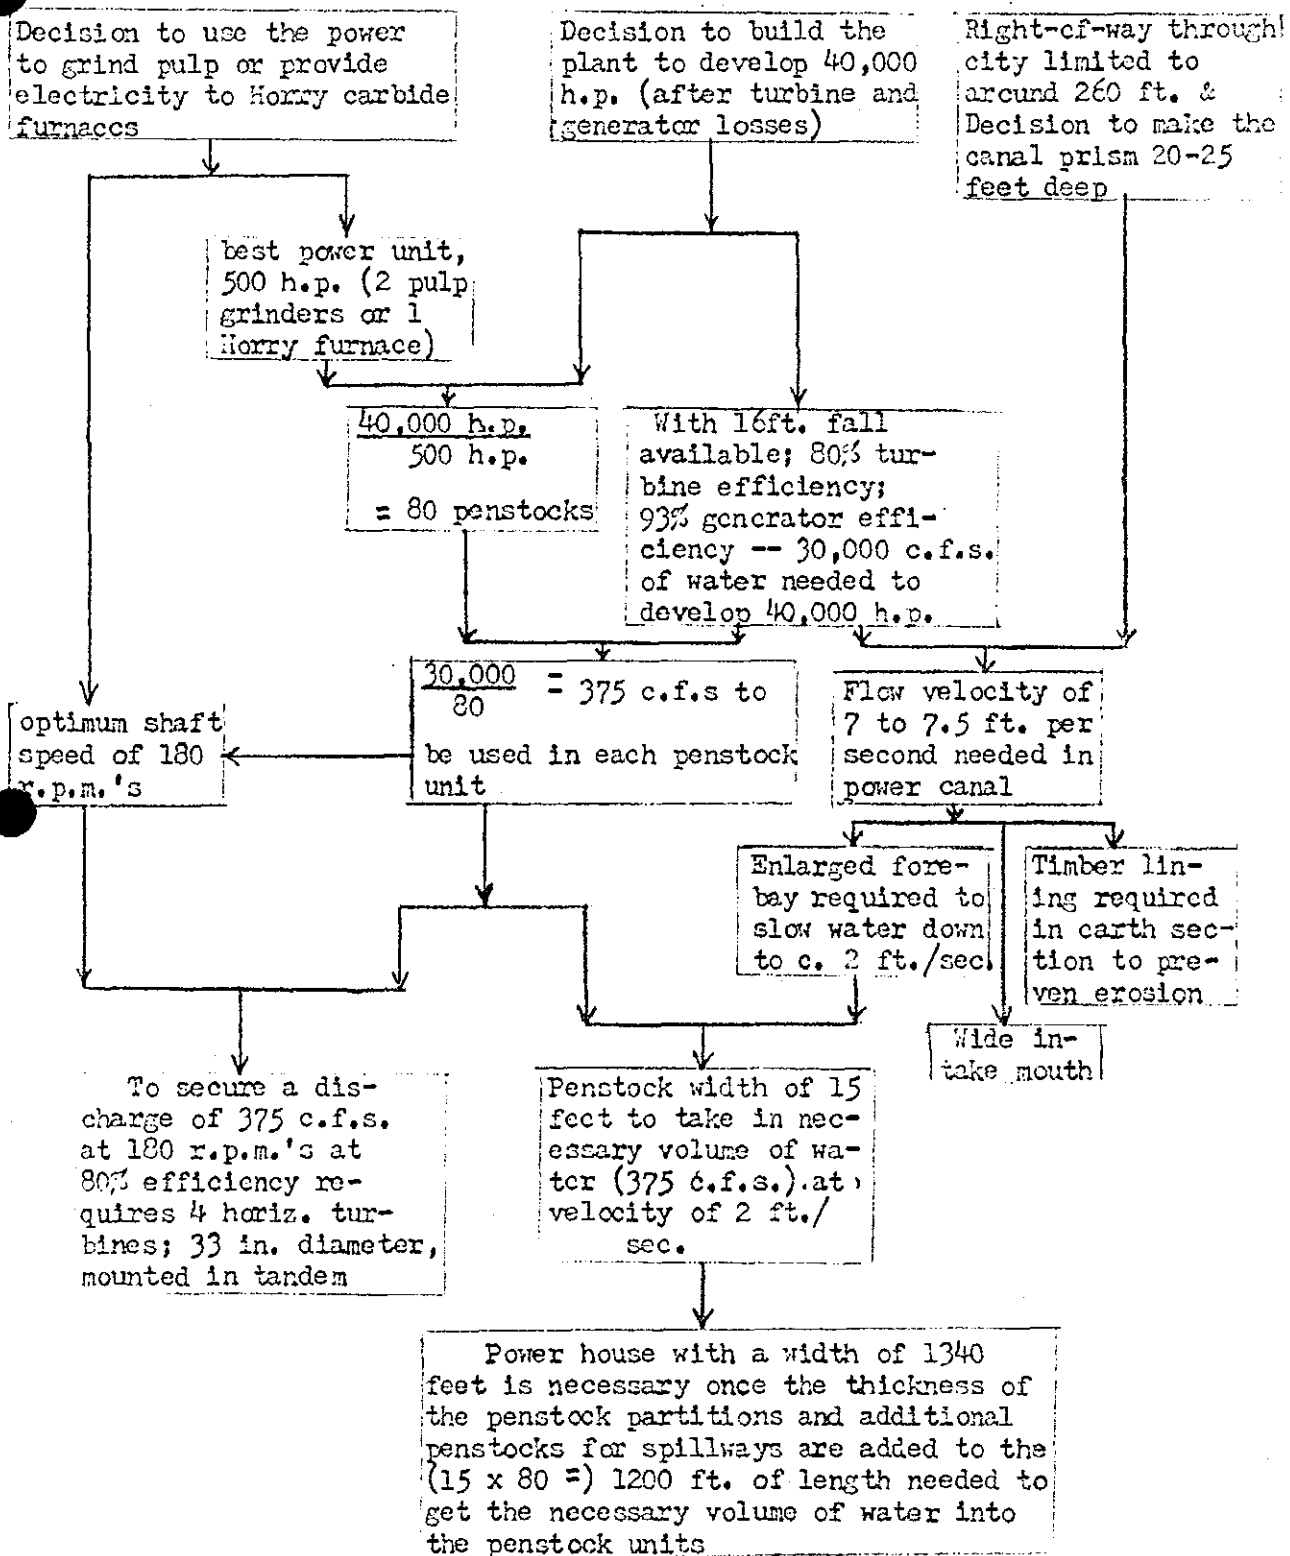 Decision to use the power
to grind pulp or provide
electricity to Horry carbide
furnaces
Decision to build the
plant to develop 40,000
h.p. (after turbine and
generator losses)
Right-of-way through
city limited to
around 260 ft. &
Decision to make the
canal prism 20-25
feet deep
best power unit,
500 h.p. (2 pulp
grinders or 1
Horry furnace)
40,000 h.p.
500 h.p.
= 80 penstocks
With 16ft. fall
available; 80% tur-
bine efficiency;
93% generator effi-
ciency -- 30,000 c.f.s.
of water needed to
develop 40,000 h.p.
optimum shaft
speed of 180
r.p.m.'s
30,000 = 375 c.f.s to
80
be used in each penstock
unit
Flow velocity of
7 to 7.5 ft. per
second needed in
power canal
Enlarged fore-
bay required to
slow water down
to c. 2 ft./sec.
Timber lin-
ing required
in earth sec-
tion to pre-
ven erosion
Wide in-
take mouth
To secure a dis-
charge of 375 c.f.s.
at 180 r.p.m.'s at
80% efficiency re-
quires 4 horiz. tur-
bines; 33 in. diameter,
mounted in tandem
Penstock width of 15
feet to take in nec-
essary volume of wa-
ter (375 c.f.s.) at
velocity of 2 ft./
sec.
Power house with a width of 1340
feet is necessary once the thickness of
the penstock partitions and additional
penstocks for spillways are added to the
(15 x 80 =) 1200 ft. of length needed to
get the necessary volume of water into
the penstock units